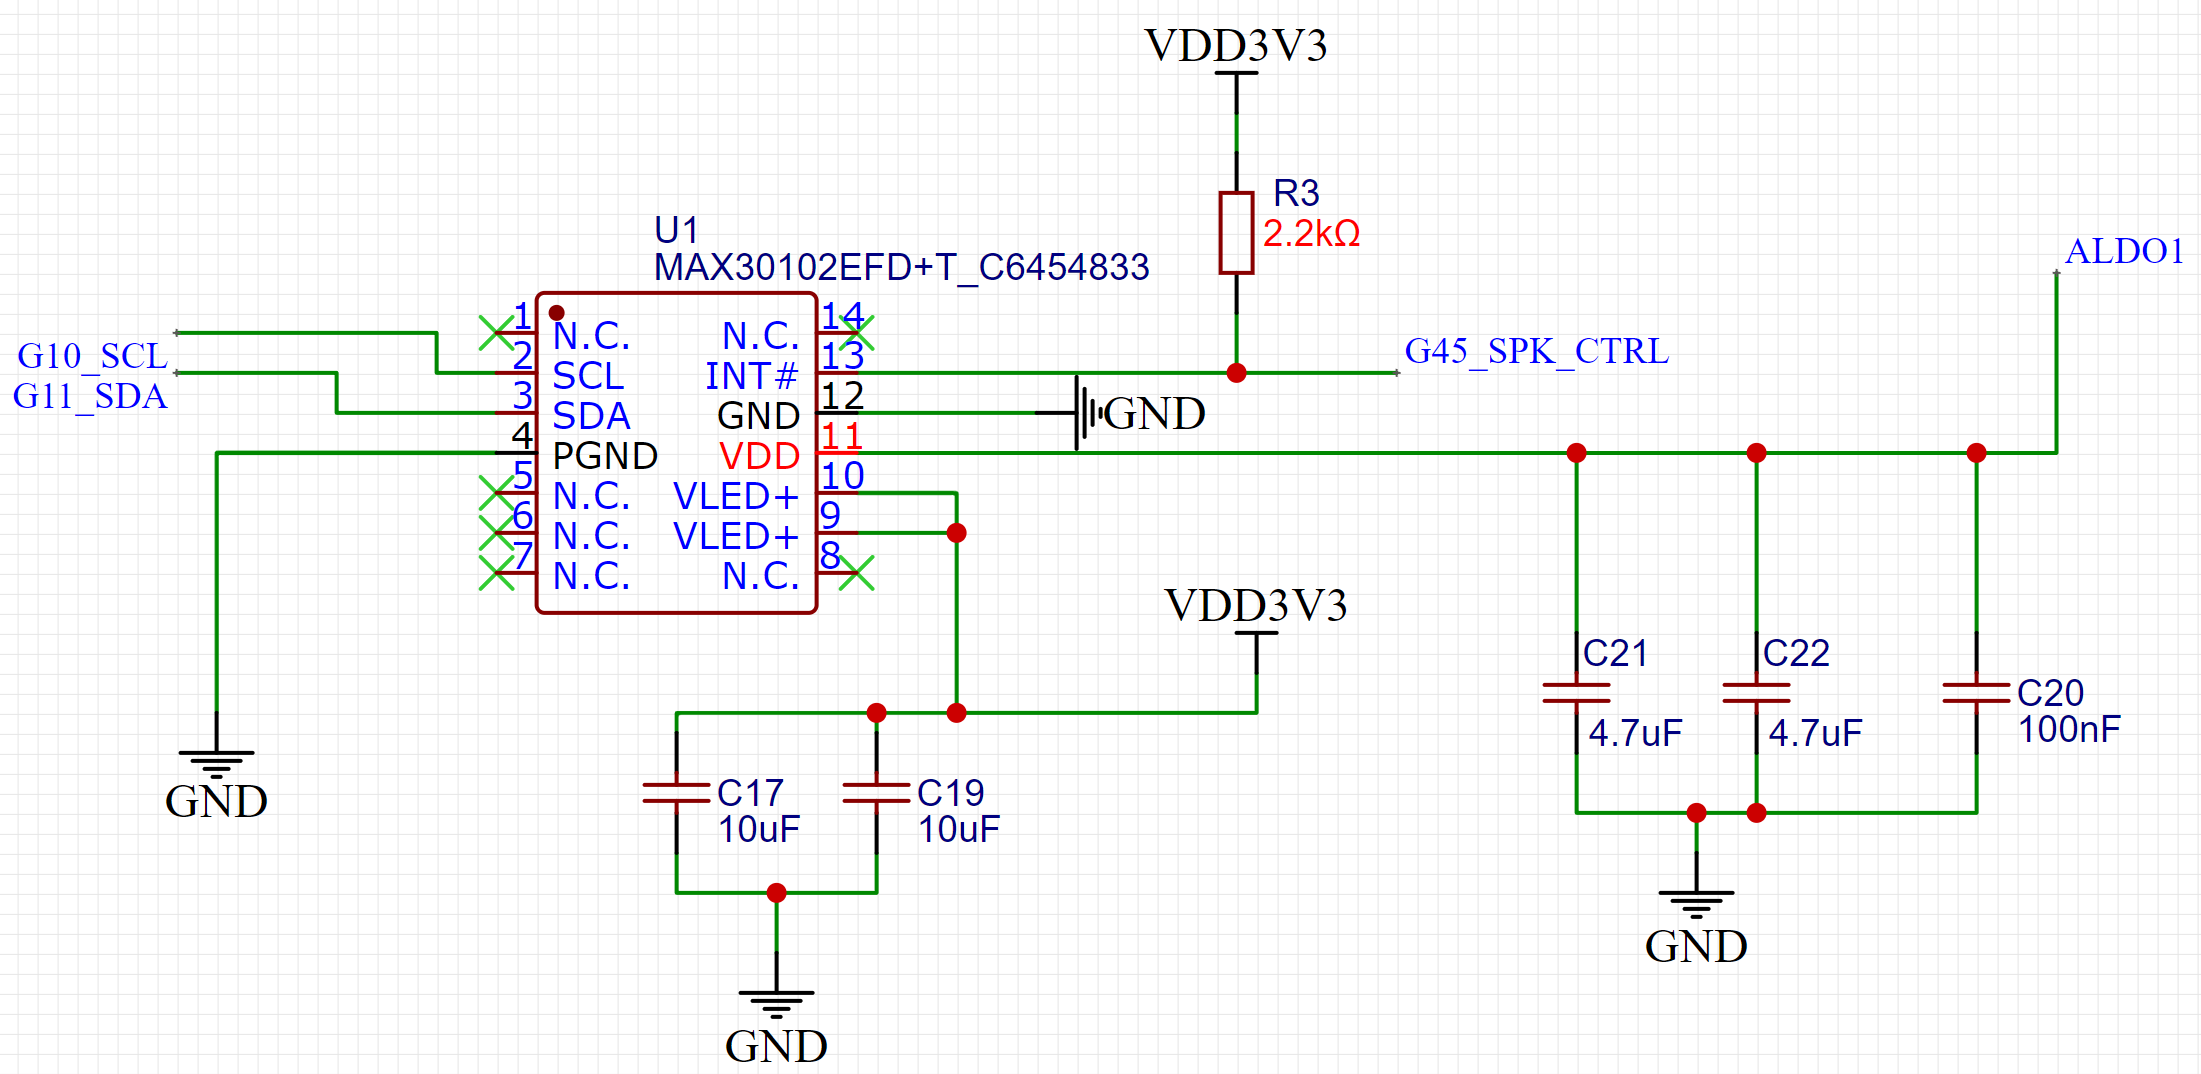 VDD3V3
R3
2.2kΩ
U1
MAX30102EFD+T_C6454833
ALDO1
G10_SCL
G11_SDA
G45_SPK_CTRL
1 N.C. N.C. 14
2 SCL INT# 13
3 SDA GND 12 GND
4 PGND VDD 11
5 N.C. VLED+ 10
6 N.C. VLED+ 9
7 N.C. N.C. 8
VDD3V3
C21
4.7uF
C22
4.7uF
C20
100nF
GND
C17
10uF
C19
10uF
GND
GND